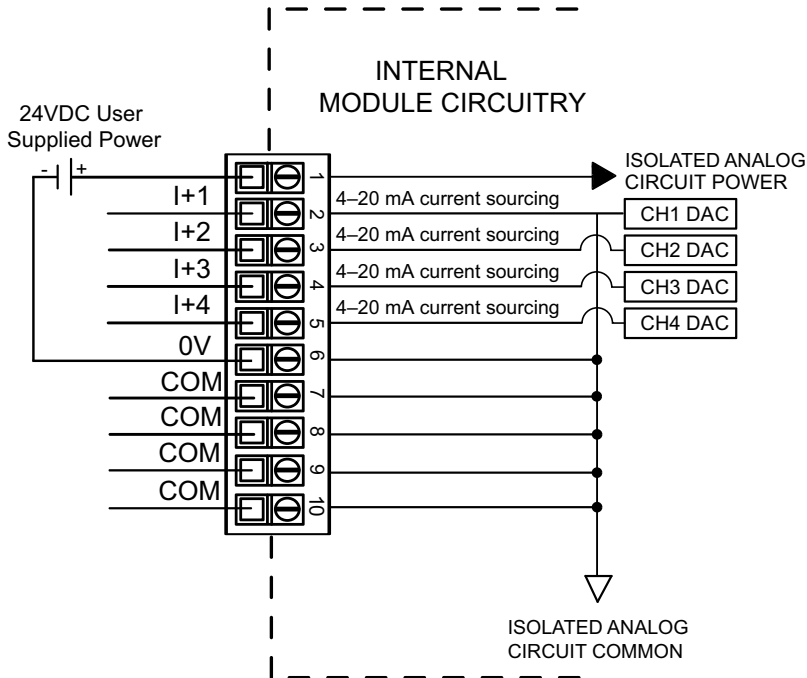 INTERNAL
MODULE CIRCUITRY
24VDC User
Supplied Power
- +
1
ISOLATED ANALOG
CIRCUIT POWER
I+1
2
4–20 mA current sourcing
CH1 DAC
I+2
3
4–20 mA current sourcing
CH2 DAC
I+3
4
4–20 mA current sourcing
CH3 DAC
I+4
5
4–20 mA current sourcing
CH4 DAC
0V
6
COM
7
COM
8
COM
9
COM
10
ISOLATED ANALOG
CIRCUIT COMMON